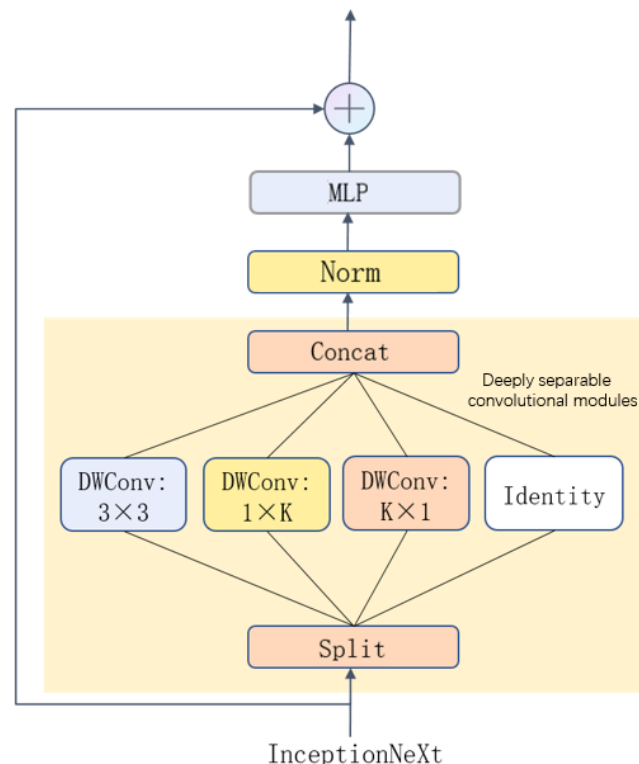 MLP
Norm
Concat
Deeply separable
convolutional modules
DWConv:
3×3
DWConv:
1×K
DWConv:
K×1
Identity
Split
InceptionNeXt